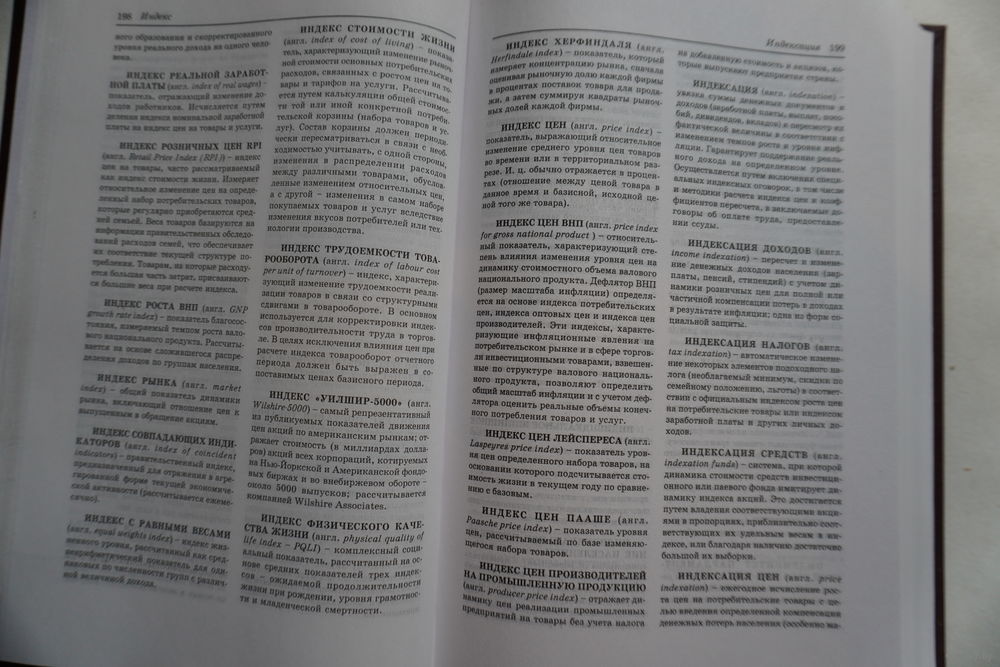 198 Индекс
ного образования и скорректированного
уровня реального дохода на одного чело-
века.
ИНДЕКС РЕАЛЬНОЙ ЗАРАБОТ-
НОЙ ПЛАТЫ (англ. index of real wages) –
показатель, отражающий изменение до-
ходов работников. Исчисляется путем
деления индекса номинальной заработной
платы на индекс цен на товары и услуги.
ИНДЕКС РОЗНИЧНЫХ ЦЕН RPI
(англ. Retail Price Index (RPI)) – индекс
цен на товары, часто рассматриваемый
как индекс стоимости жизни. Измеряет
относительное изменение цен на опреде-
ленный набор потребительских товаров,
которые регулярно приобретаются сред-
ней семьей. Веса товаров базируются на
информации правительственных обследо-
ваний расходов семей, что обеспечивает
их соответствие текущей структуре по-
требления. Товарам, на которые расходу-
ется большая часть затрат, присваивают-
ся большие веса при расчете индекса.
ИНДЕКС РОСТА ВНП (англ. GNP
growth rate index) – показатель благосос-
тояния, измеряемый темпом роста вало-
вого национального продукта. Рассчиты-
вается на основе сложившегося распре-
деления доходов по группам населения.
ИНДЕКС РЫНКА (англ. market
index) – общий показатель динамики
рынка, включающий отношение цен к
выпущенным в обращение акциям.
ИНДЕКС СОВПАДАЮЩИХ ИНДИ-
КАТОРОВ (англ. index of coincident
indicators) – правительственный индекс,
предназначенный для отражения в агре-
гированной форме текущей экономиче-
ской активности (рассчитывается ежеме-
сячно).
ИНДЕКС С РАВНЫМИ ВЕСАМИ
(англ. equal weights index) – индекс жиз-
ненного уровня, рассчитанный как сред-
неарифметический показатель для оди-
наковых по численности групп с различ-
ной величиной дохода.
ИНДЕКС СТОИМОСТИ ЖИЗНИ
(англ. index of cost of living) – показа-
тель, характеризующий изменение рыноч-
ной стоимости основных потребительских
расходов, связанных с ростом цен на то-
вары и тарифов на услуги. Рассчитыва-
ется путем калькуляции общей стоимос-
ти той или иной конкретной потреби-
тельской корзины (набора товаров и ус-
луг). Состав корзины должен периоди-
чески пересматриваться в связи с необ-
ходимостью учитывать, с одной стороны,
изменения в распределении расходов
между различными товарами, обуслов-
ленные изменением относительных цен,
а с другой – изменения в самом наборе
покупаемых товаров и услуг вследствие
изменения вкусов потребителей или тех-
нологии производства.
ИНДЕКС ТРУДОЕМКОСТИ ТОВА-
РООБОРОТА (англ. index of labour cost
per unit of turnover) – индекс, характери-
зующий изменение трудоемкости реали-
зации товаров в связи со структурными
сдвигами в товарообороте. В основном
используется для корректировки индек-
сов производительности труда в торгов-
ле. В целях исключения влияния цен при
расчете индекса товарооборот отчетного
периода должен быть выражен в со-
поставимых ценах базисного периода.
ИНДЕКС «УИЛШИР-5000» (англ.
Wilshire-5000) – самый репрезентативный
из публикуемых показателей движения
цен акций по американским рынкам; от-
ражает стоимость (в миллиардах долла-
ров) акций всех корпораций, котируемых
на Нью-Йоркской и Американской фондо-
вых биржах и во внебиржевом обороте –
около 5000 выпусков; рассчитывается
компанией Wilshire Associates.
ИНДЕКС ФИЗИЧЕСКОГО КАЧЕ-
СТВА ЖИЗНИ (англ. physical quality of
life index – PQLI) – комплексный соци-
альный показатель, рассчитанный на ос-
нове средних показателей трех индек-
сов – ожидаемой продолжительности
жизни при рождении, уровня грамотнос-
ти и младенческой смертности.
Индексация 199
ИНДЕКС ХЕРФИНДАЛЯ (англ.
Herfindule index) – показатель, который
измеряет концентрацию рынка, сначала
оценивая рыночную долю каждой фирмы
в процентах поставок товара для прода-
жи, а затем суммируя квадраты рыноч-
ных долей каждой фирмы.
ИНДЕКС ЦЕН (англ. price index) –
показатель, выражающий относительное
изменение среднего уровня цен товаров
во времени или в территориальном раз-
резе. И. ц. обычно отражается в процен-
тах (отношение между ценой товара в
данное время и базисной, исходной це-
ной того же товара).
ИНДЕКС ЦЕН ВНП (англ. price index
for gross national product ) – относитель-
ный показатель, характеризующий сте-
пень влияния изменения уровня цен на
динамику стоимостного объема валового
национального продукта. Дефлятор ВНП
(размер масштаба инфляции) определя-
ется на основе индекса потребительских
цен, индекса оптовых цен и индекса цен
производителей. Эти индексы, характе-
ризующие инфляционные явления на
потребительском рынке и в сфере торгов-
ли инвестиционными товарами, взвешен-
ные по структуре валового националь-
ного продукта, позволяют определить
общий масштаб инфляции и с учетом деф-
лятора оценить реальные объемы конеч-
ного потребления товаров и услуг.
ИНДЕКС ЦЕН ЛЕЙСПЕРЕСА (англ.
Laspeyres price index) – показатель уров-
ня цен определенного набора товаров, на
основании которого подсчитывается сто-
имость жизни в текущем году по сравне-
нию с базовым.
ИНДЕКС ЦЕН ПААШЕ (англ.
Paasche price index) – показатель уровня
цен, рассчитываемый по базе изменяю-
щегося набора товаров.
ИНДЕКС ЦЕН ПРОИЗВОДИТЕЛЕЙ
НА ПРОМЫШЛЕННУЮ ПРОДУКЦИЮ
(англ. producer price index) – отражает ди-
намику цен реализации промышленных
предприятий на товары без учета налога
на добавленную стоимость и акцизов, ко-
торые выпускают предприятия страны.
ИНДЕКСАЦИЯ (англ. indexation) –
увязка суммы денежных документов и
доходов (заработной платы, выплат, посо-
бий, дивидендов, вкладов) и пересмотр их
фактической величины в соответствии с
изменением темпов роста и уровня инф-
ляции. Гарантирует поддержание реаль-
ного дохода на определенном уровне.
Осуществляется путем включения специ-
альных индексных оговорок, в том числе
и методики расчета индекса цен и коэф-
фициентов пересчета, в заключаемые до-
говоры об оплате труда, предоставле-
нии ссуды.
ИНДЕКСАЦИЯ ДОХОДОВ (англ.
income indexation) – пересчет и измене-
ние денежных доходов населения (зар-
платы, пенсий, стипендий) с учетом ди-
намики розничных цен для полной или
частичной компенсации потерь в доходах
в результате инфляции; одна из форм со-
циальной защиты.
ИНДЕКСАЦИЯ НАЛОГОВ (англ.
tax indexation) – автоматическое измене-
ние некоторых элементов подоходного на-
лога (необлагаемый минимум, скидки по
семейному положению, льготы) в соответ-
ствии с официальным индексом роста цен
на потребительские товары или индексом
заработной платы и других личных до-
ходов.
ИНДЕКСАЦИЯ СРЕДСТВ (англ.
indexation funds) – система, при которой
динамика стоимости средств инвестици-
онного или паевого фондов имитирует ди-
намику индекса акций. Это достигается
путем владения соответствующими акци-
ями в пропорциях, приблизительно соот-
ветствующих их удельным весам в ин-
дексе, или благодаря наличию достаточно
большой их выборки.
ИНДЕКСАЦИЯ ЦЕН (англ. price
indexation) – ежегодное исчисление рос-
та цен на потребительские товары с це-
лью введения определенной компенсации
денежных потерь населения (особенно ма-